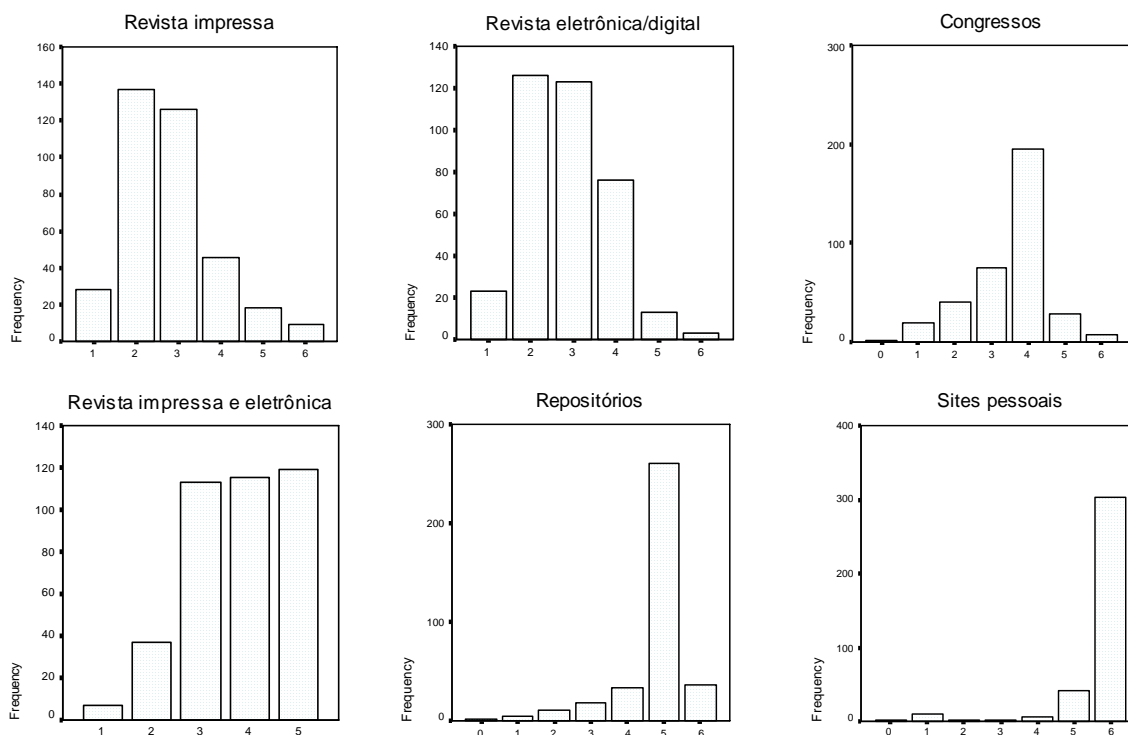 Revista impressa
160
140
120
100
80
60
40
20
0
Frequency
1 2 3 4 5 6
Revista eletrônica/digital
140
120
100
80
60
40
20
0
Frequency
1 2 3 4 5 6
Congressos
300
200
100
0
Frequency
0 1 2 3 4 5 6
Revista impressa e eletrônica
140
120
100
80
60
40
20
0
Frequency
1 2 3 4 5
Repositórios
300
200
100
0
Frequency
0 1 2 3 4 5 6
Sites pessoais
400
300
200
100
0
Frequency
0 1 2 3 4 5 6